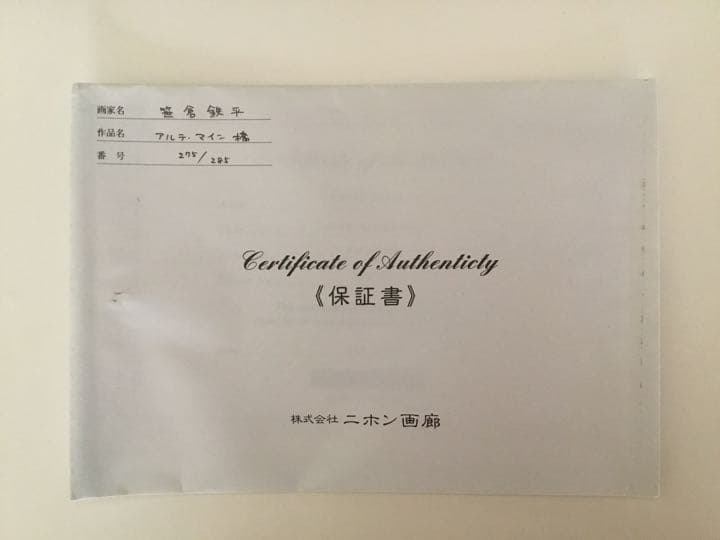 画家名 笹倉鉄平
作品名 アルテ・マイン橋
番号 275/285
Certificate of Authenticty
《保証書》
株式会社 ニホン画廊